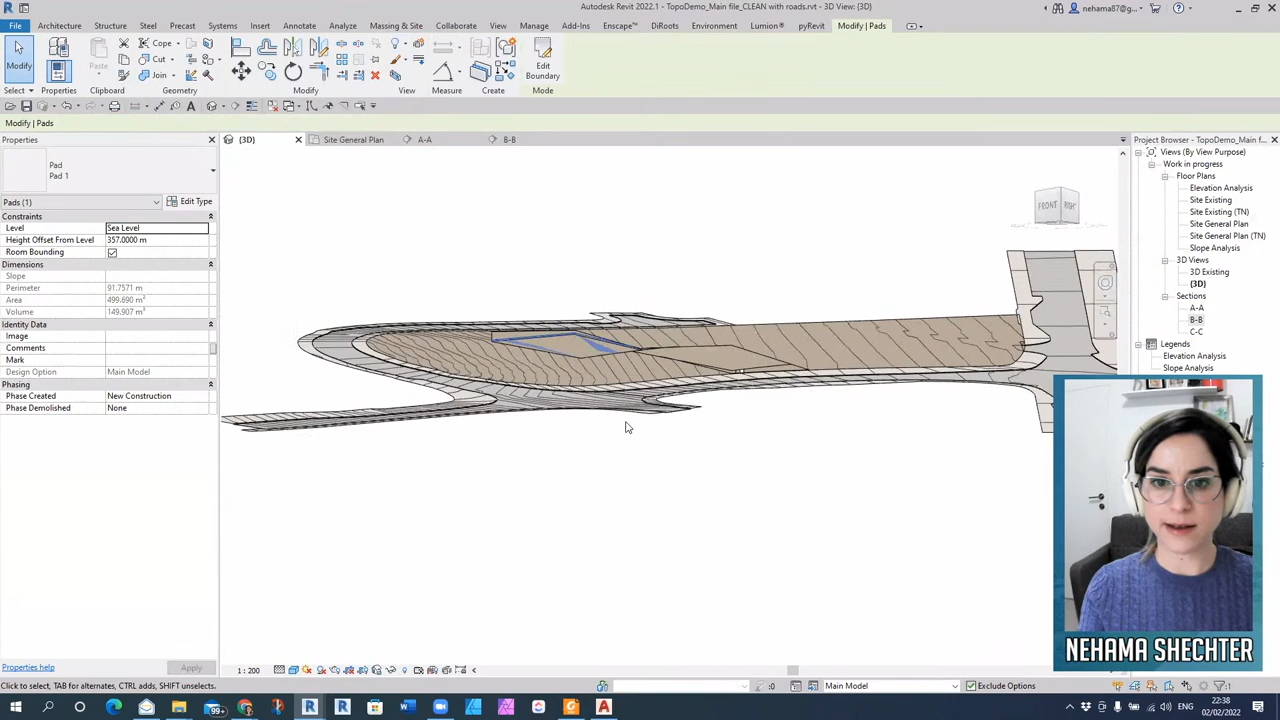 Autodesk Revit 2022.1 - TopoDemo_Main file_CLEAN with roads.rvt - 3D View: {3D}
nehama87@g...
File Architecture Structure Steel Precast Systems Insert Annotate Analyze Massing & Site Collaborate View Manage Add-Ins Enscape™ DiRoots Environment Lumion® pyRevit Modify | Pads
Modify
Paste
Cope
Cut
Join
Edit
Boundary
Select Properties Clipboard Geometry Modify View Measure Create Mode
Modify | Pads
Properties
{3D} Site General Plan A-A B-B
Project Browser - TopoDemo_Main f...
Pad
Pad 1
Pads (1) Edit Type
Constraints
Level Sea Level
Height Offset From Level 357.0000 m
Room Bounding
Dimensions
Slope
Perimeter 91.7571 m
Area 499.690 m²
Volume 149.907 m³
Identity Data
Image
Comments
Mark
Design Option Main Model
Phasing
Phase Created New Construction
Phase Demolished None
Properties help Apply
FRONT
Views (By View Purpose)
Work in progress
Floor Plans
Elevation Analysis
Site Existing
Site Existing (TN)
Site General Plan
Site General Plan (TN)
Slope Analysis
3D Views
3D Existing
{3D}
Sections
A-A
B-B
C-C
Legends
Elevation Analysis
Slope Analysis
NEHAMA SHECHTER
1 : 200
Click to select, TAB for alternates, CTRL adds, SHIFT unselects.
:0
Main Model
Exclude Options
:1
99+
ENG
22:38
02/02/2022